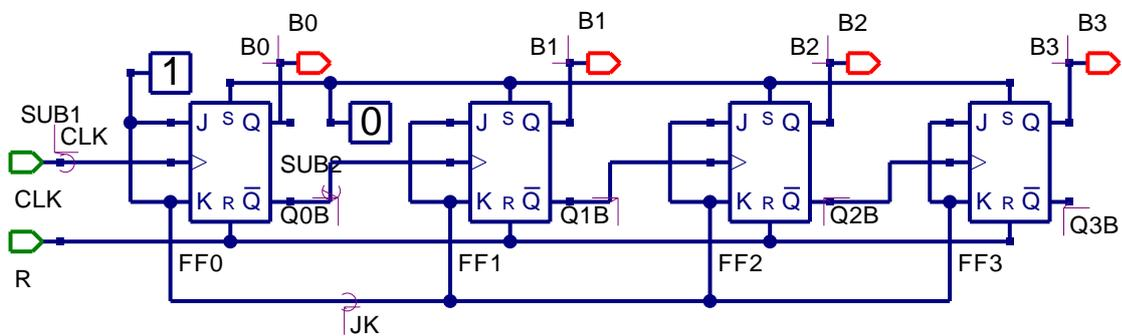 B0 B1 B2 B3
B0 B1 B2 B3
1
SUB1
CLK
0
J S Q J S Q J S Q J S Q
SUB2
CLK
K R Q̅ K R Q̅ K R Q̅ K R Q̅
Q0B Q1B Q2B Q3B
R
FF0 FF1 FF2 FF3
JK